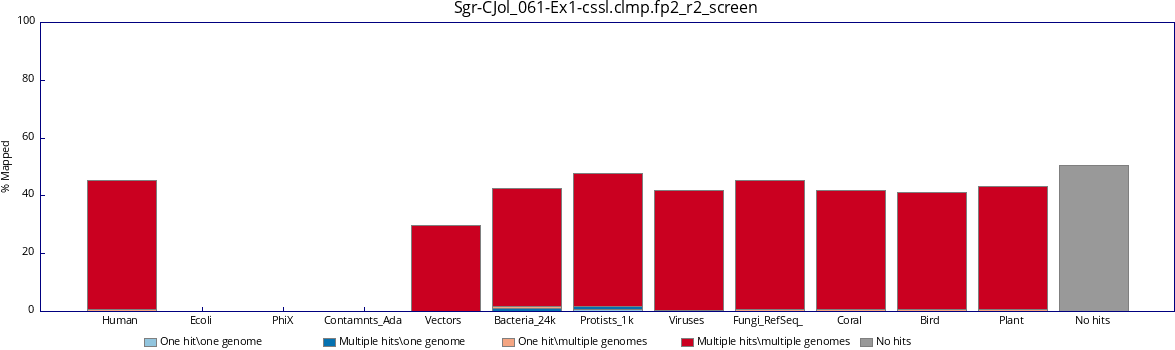 Sgr-CJol_061-Ex1-cssl.clmp.fp2_r2_screen
100
80
60
40
20
0
% Mapped
Human Ecoli PhiX Contamnts_Ada Vectors Bacteria_24k Protists_1k Viruses Fungi_RefSeq_ Coral Bird Plant No hits
One hit\one genome Multiple hits\one genome One hit\multiple genomes Multiple hits\multiple genomes No hits